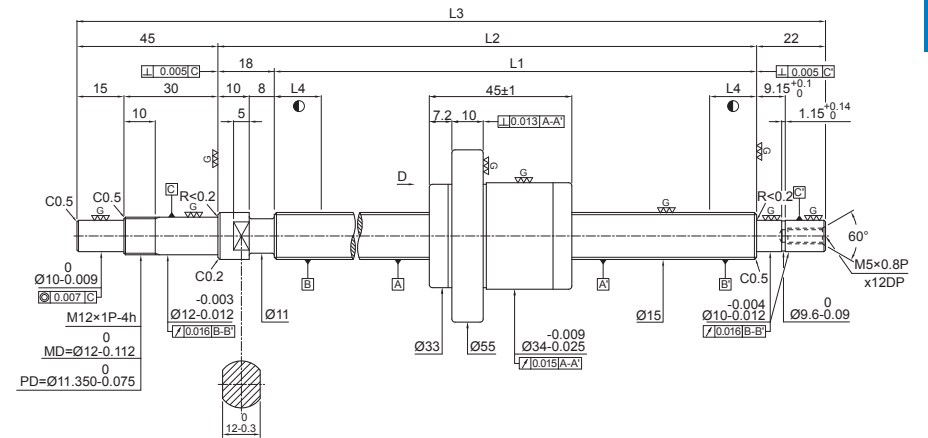 L3
45
L2
22
⊥ 0.005 C
18
L1
⊥ 0.005 C'
15
30
10
8
L4
45±1
L4
9.15 +0.1 0
10
5
7.2
10
⊥ 0.013 A-A'
1.15 +0.14 0
G
G
G
G
D
C0.5
C0.5
G
C
G
R<0.2
G
R<0.2
G
C'
G
60°
C0.2
B
A
A'
B'
C0.5
M5×0.8P
x12DP
0
Ø10-0.009
◎ 0.007 C
-0.003
Ø12-0.012
⌰ 0.016 B-B'
Ø11
Ø15
-0.004
Ø10-0.012
⌰ 0.016 B-B'
0
Ø9.6-0.09
M12×1P-4h
0
MD=Ø12-0.112
0
PD=Ø11.350-0.075
Ø33
Ø55
-0.009
Ø34-0.025
⌰ 0.015 A-A'
0
12-0.3